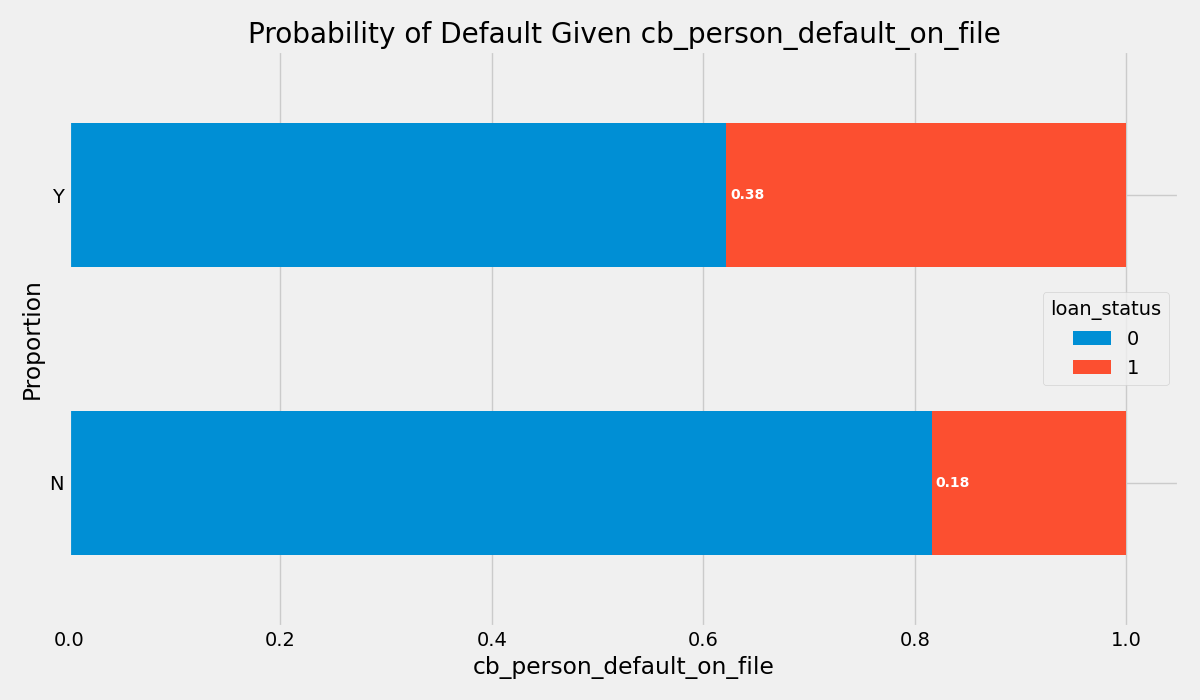 Probability of Default Given cb_person_default_on_file
Y
0.38
Proportion
loan_status
0
1
N
0.18
0.0 0.2 0.4 0.6 0.8 1.0
cb_person_default_on_file